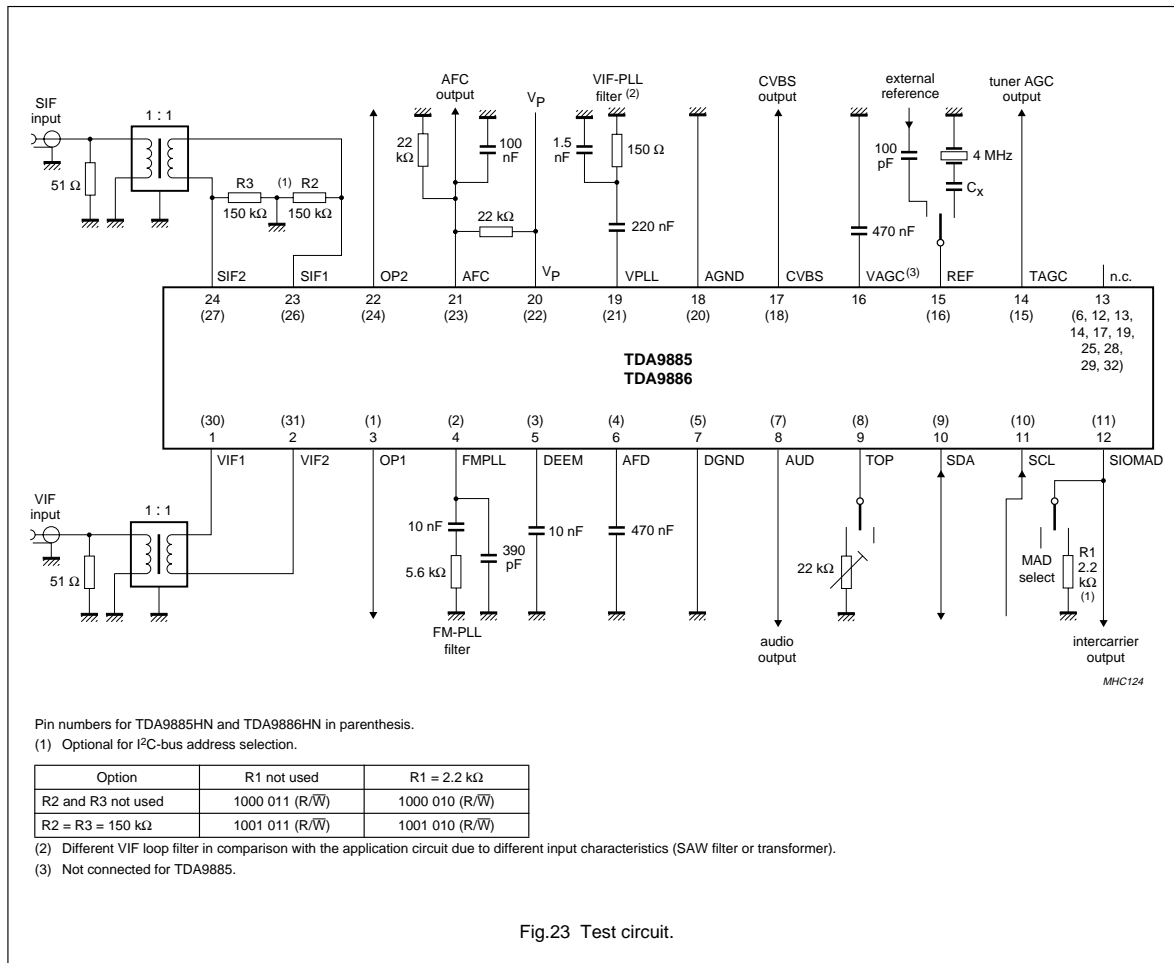 SIF
input
1 : 1
51 Ω
R3
150 kΩ
(1)
R2
150 kΩ
AFC
output
22
kΩ
100
nF
VP
22 kΩ
VIF-PLL
filter (2)
1.5
nF
150 Ω
220 nF
CVBS
output
470 nF
external
reference
100
pF
4 MHz
CX
tuner AGC
output
SIF2
SIF1
OP2
AFC
VP
VPLL
AGND
CVBS
VAGC(3)
REF
TAGC
n.c.
24 23 22 21 20 19 18 17 16 15 14 13
(27) (26) (24) (23) (22) (21) (20) (18) (16) (15) (6, 12, 13,
14, 17, 19,
25, 28,
29, 32)
TDA9885
TDA9886
(30) (31) (1) (2) (3) (4) (5) (7) (8) (9) (10) (11)
1 2 3 4 5 6 7 8 9 10 11 12
VIF1
VIF2
OP1
FMPLL
DEEM
AFD
DGND
AUD
TOP
SDA
SCL
SIOMAD
VIF
input
1 : 1
51 Ω
10 nF
5.6 kΩ
390
pF
FM-PLL
filter
10 nF
470 nF
audio
output
22 kΩ
MAD
select
R1
2.2
kΩ
(1)
intercarrier
output
MHC124
Pin numbers for TDA9885HN and TDA9886HN in parenthesis.
(1) Optional for I²C-bus address selection.
Option R1 not used R1 = 2.2 kΩ
R2 and R3 not used 1000 011 (R/W̅) 1000 010 (R/W̅)
R2 = R3 = 150 kΩ 1001 011 (R/W̅) 1001 010 (R/W̅)
(2) Different VIF loop filter in comparison with the application circuit due to different input characteristics (SAW filter or transformer).
(3) Not connected for TDA9885.
Fig.23 Test circuit.